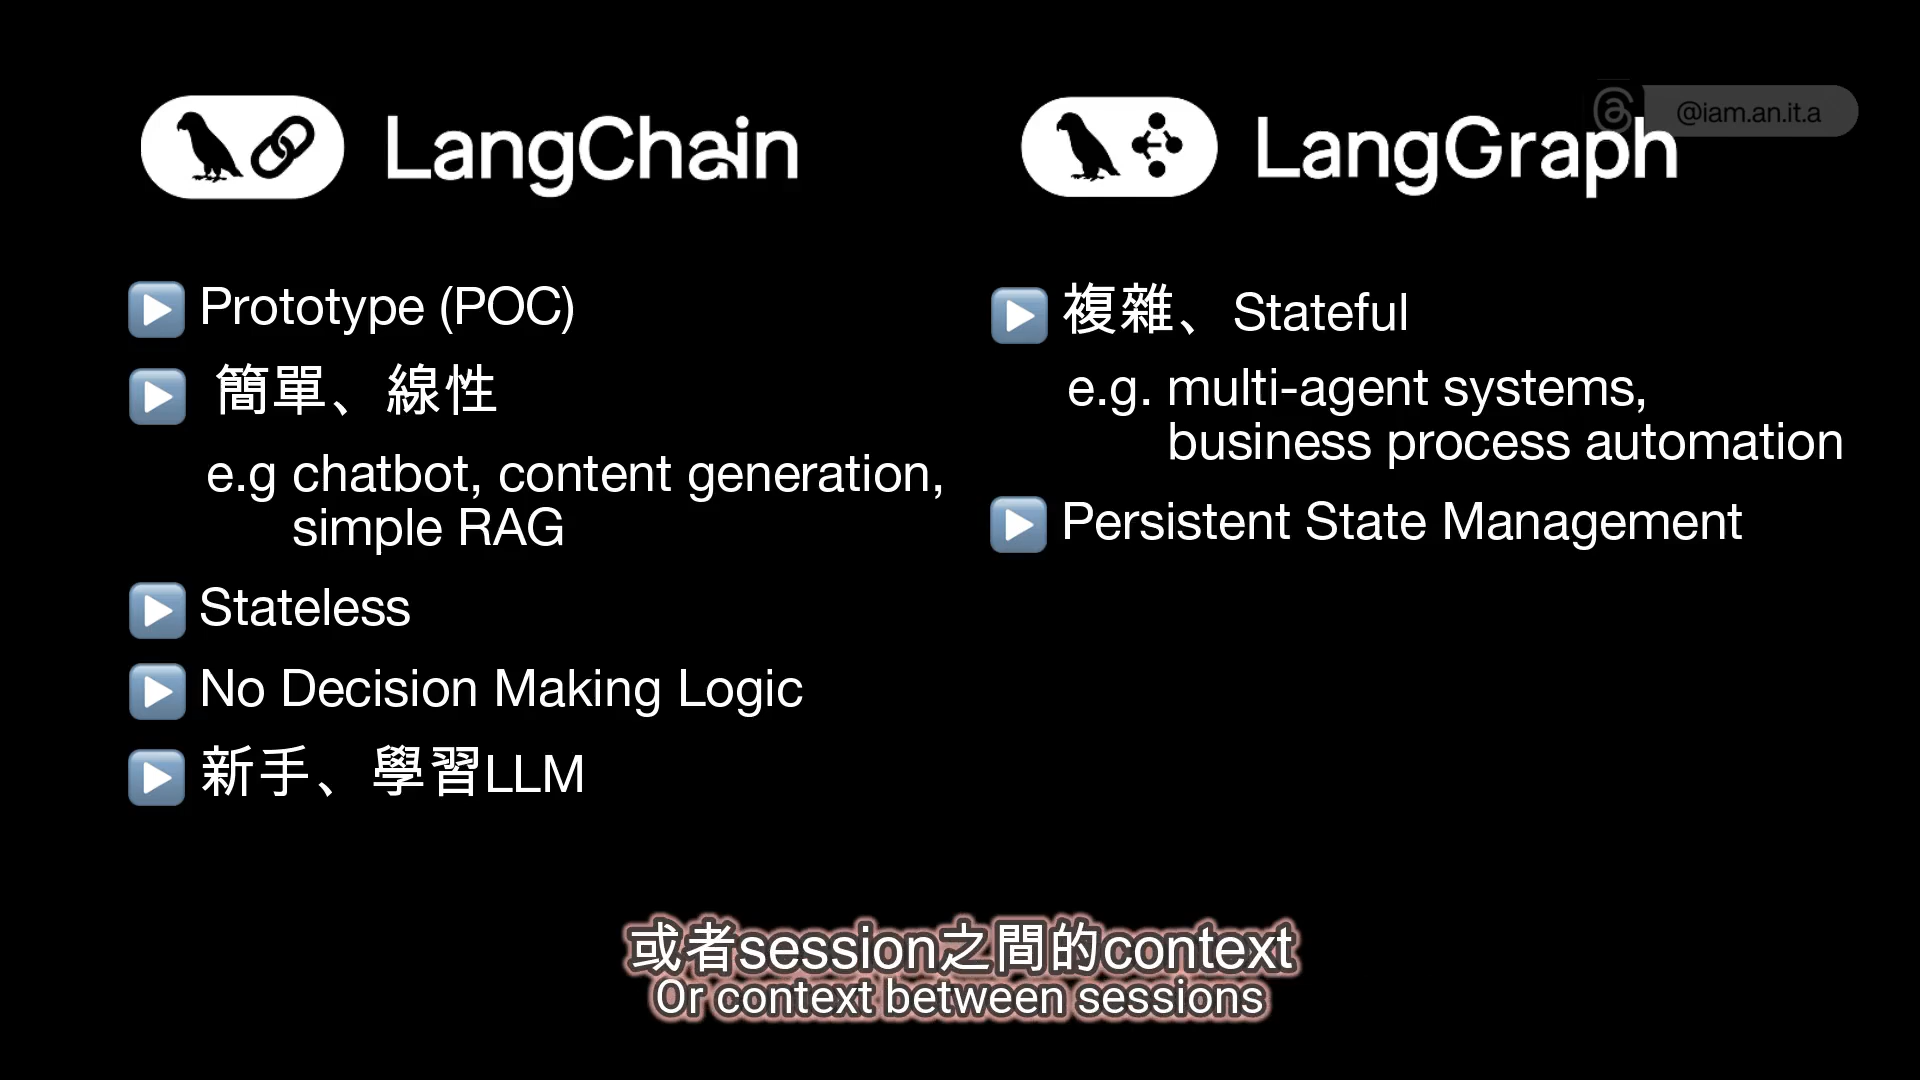 LangChain
Prototype (POC)
簡單、線性
e.g chatbot, content generation,
simple RAG
Stateless
No Decision Making Logic
新手、學習LLM
LangGraph
@iam.an.it.a
複雜、Stateful
e.g. multi-agent systems,
business process automation
Persistent State Management
或者session之間的context
Or context between sessions